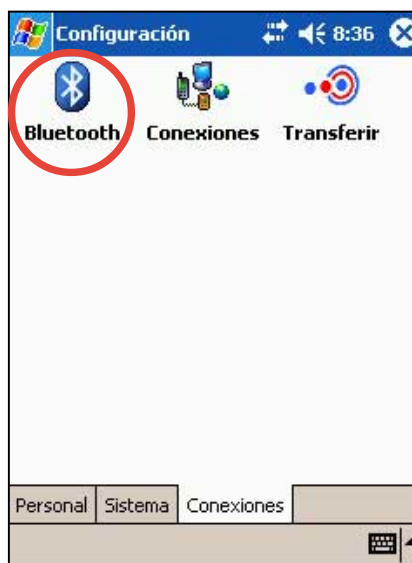 Configuración 8:36
Bluetooth Conexiones Transferir
Personal Sistema Conexiones